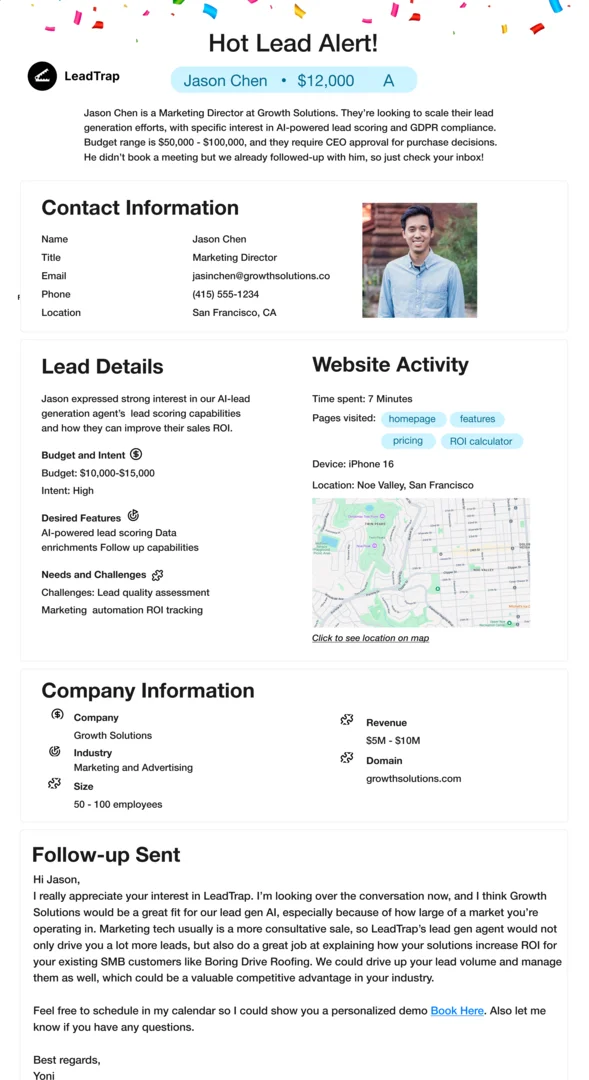 Hot Lead Alert!
LeadTrap
Jason Chen • $12,000 A
Jason Chen is a Marketing Director at Growth Solutions. They're looking to scale their lead
generation efforts, with specific interest in AI-powered lead scoring and GDPR compliance.
Budget range is $50,000 - $100,000, and they require CEO approval for purchase decisions.
He didn't book a meeting but we already followed-up with him, so just check your inbox!
Contact Information
Name Jason Chen
Title Marketing Director
Email jasinchen@growthsolutions.co
Phone (415) 555-1234
Location San Francisco, CA
Lead Details
Jason expressed strong interest in our AI-lead
generation agent's lead scoring capabilities
and how they can improve their sales ROI.
Budget and Intent
Budget: $10,000-$15,000
Intent: High
Desired Features
AI-powered lead scoring Data
enrichments Follow up capabilities
Needs and Challenges
Challenges: Lead quality assessment
Marketing automation ROI tracking
Website Activity
Time spent: 7 Minutes
Pages visited: homepage features
pricing ROI calculator
Device: iPhone 16
Location: Noe Valley, San Francisco
Click to see location on map
Company Information
Company
Growth Solutions
Industry
Marketing and Advertising
Size
50 - 100 employees
Revenue
$5M - $10M
Domain
growthsolutions.com
Follow-up Sent
Hi Jason,
I really appreciate your interest in LeadTrap. I'm looking over the conversation now, and I think Growth
Solutions would be a great fit for our lead gen AI, especially because of how large of a market you're
operating in. Marketing tech usually is a more consultative sale, so LeadTrap's lead gen agent would not
only drive you a lot more leads, but also do a great job at explaining how your solutions increase ROI for
your existing SMB customers like Boring Drive Roofing. We could drive up your lead volume and manage
them as well, which could be a valuable competitive advantage in your industry.
Feel free to schedule in my calendar so I could show you a personalized demo Book Here. Also let me
know if you have any questions.
Best regards,
Yoni